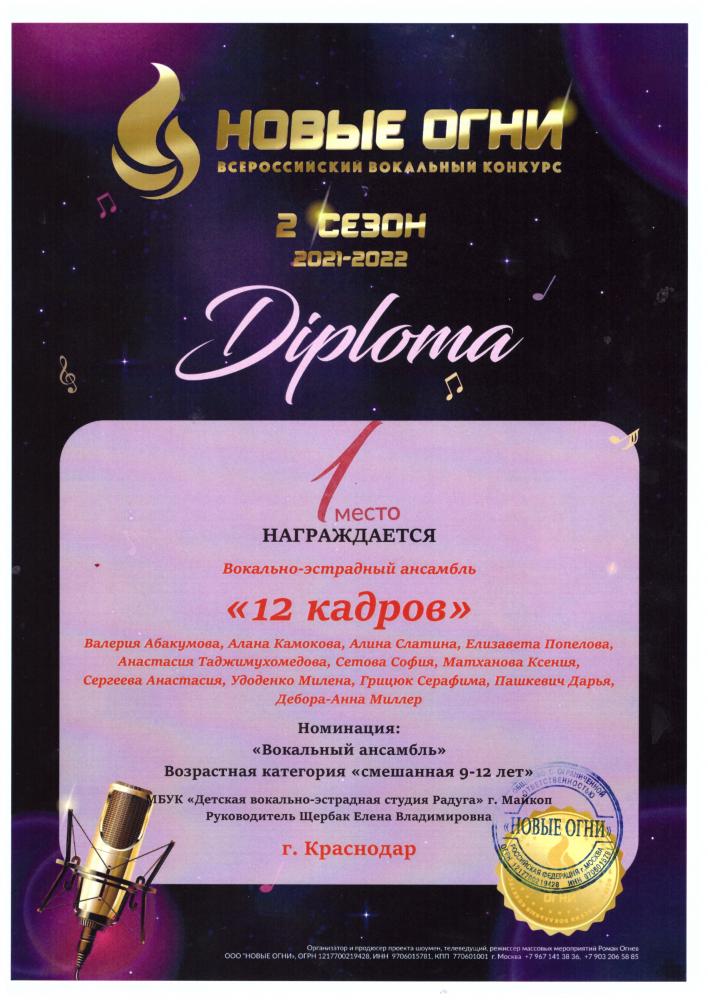 НОВЫЕ ОГНИ
ВСЕРОССИЙСКИЙ ВОКАЛЬНЫЙ КОНКУРС
2 СЕЗОН
2021-2022
Diploma
1 место
НАГРАЖДАЕТСЯ
Вокально-эстрадный ансамбль
«12 кадров»
Валерия Абакумова, Алана Камокова, Алина Слатина, Елизавета Попелова,
Анастасия Таджимухомедова, Сетова София, Матханова Ксения,
Сергеева Анастасия, Удоденко Милена, Грицюк Серафима, Пашкевич Дарья,
Дебора-Анна Миллер
Номинация:
«Вокальный ансамбль»
Возрастная категория «смешанная 9-12 лет»
МБУК «Детская вокально-эстрадная студия Радуга» г. Майкоп
Руководитель Щербак Елена Владимировна
г. Краснодар
С ОГРАНИЧЕННОЙ
ОТВЕТСТВЕННОСТЬЮ
«НОВЫЕ ОГНИ»
РОССИЙСКАЯ ФЕДЕРАЦИЯ г. МОСКВА
ОГРН 1217700219428 ИНН
ОГНИ
Организатор и продюсер проекта шоумен, телеведущий, режиссер массовых мероприятий Роман Огнев
ООО "НОВЫЕ ОГНИ», ОГРН 1217700219428, ИНН 9706015781, КПП 770601001 г. Москва +7 967 141 38 36, +7 903 206 58 85